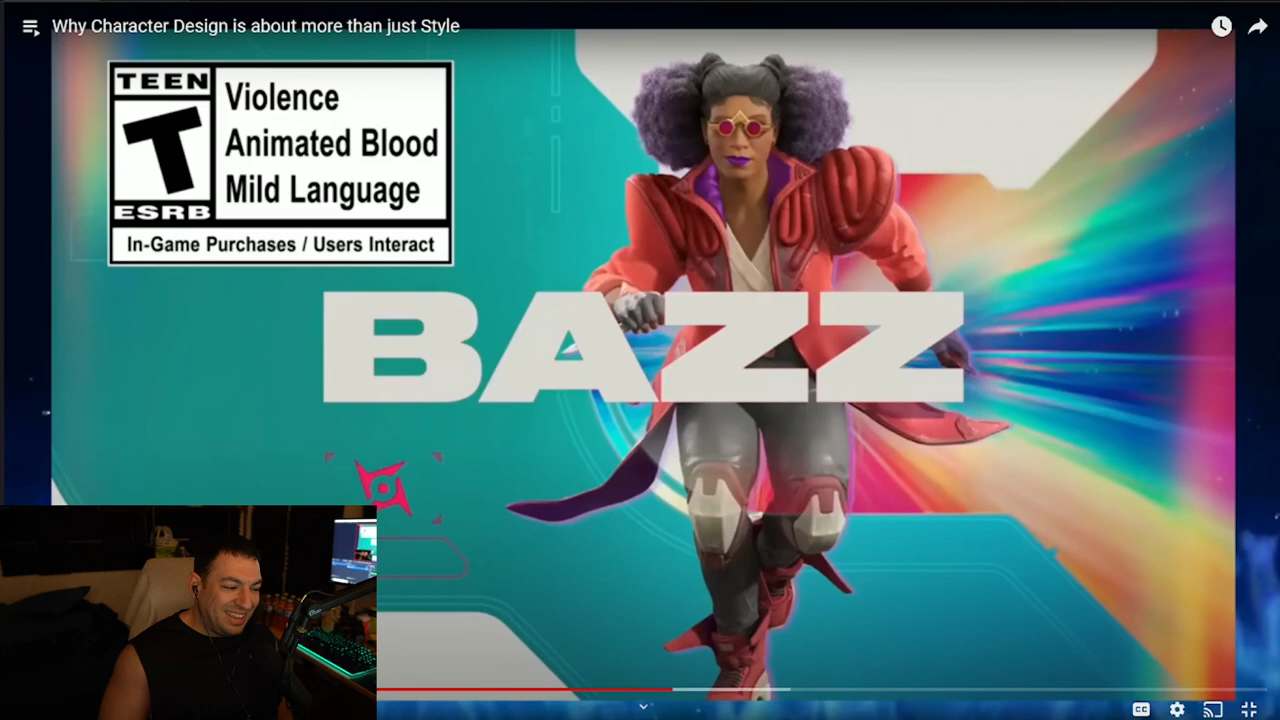 Why Character Design is about more than just Style
TEEN
T
ESRB
Violence
Animated Blood
Mild Language
In-Game Purchases / Users Interact
BAZZ
CC